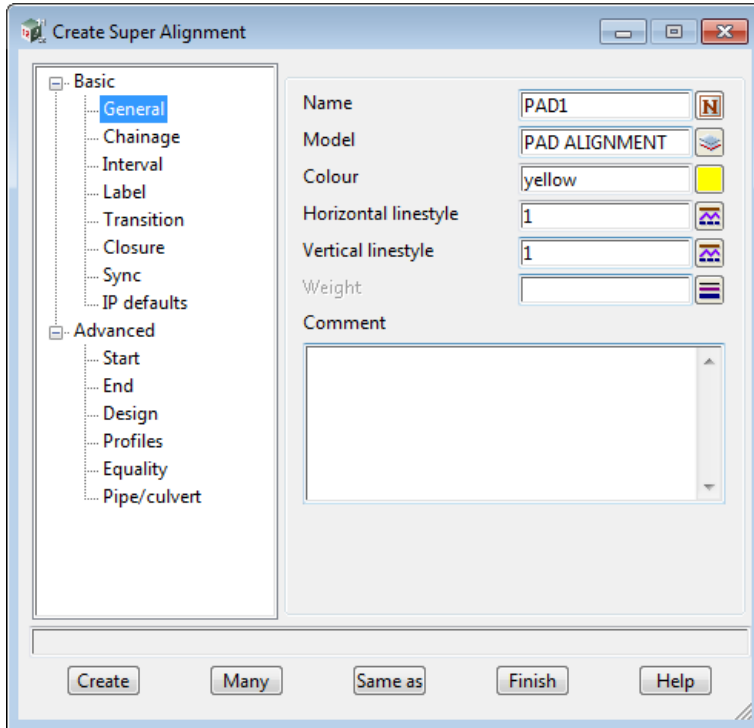 Create Super Alignment
Basic
General
Chainage
Interval
Label
Transition
Closure
Sync
IP defaults
Advanced
Start
End
Design
Profiles
Equality
Pipe/culvert
Name PAD1 N
Model PAD ALIGNMENT
Colour yellow
Horizontal linestyle 1
Vertical linestyle 1
Weight
Comment
Create Many Same as Finish Help